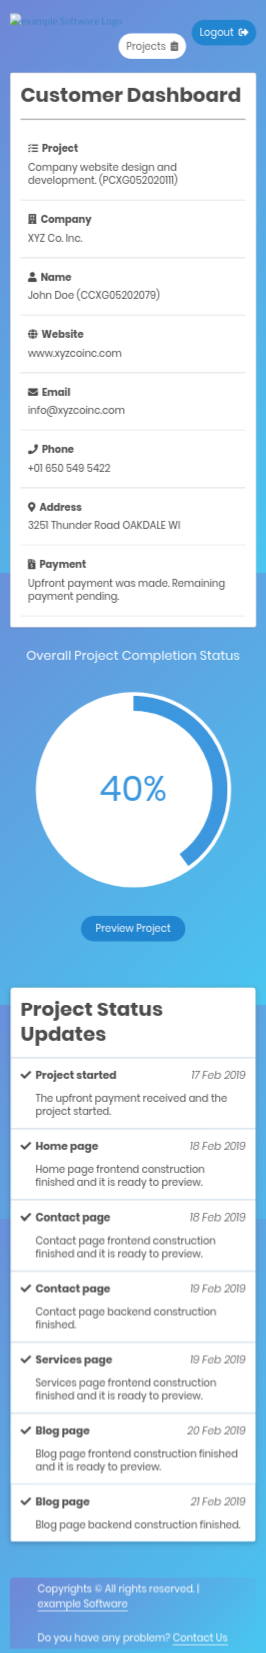 example Software Logo
Logout
Projects
Customer Dashboard
Project
Company website design and
development. (PCXG052020111)
Company
XYZ Co. Inc.
Name
John Doe (CCXG05202079)
Website
www.xyzcoinc.com
Email
info@xyzcoinc.com
Phone
+01 650 549 5422
Address
3251 Thunder Road OAKDALE WI
Payment
Upfront payment was made. Remaining
payment pending.
Overall Project Completion Status
40%
Preview Project
Project Status
Updates
Project started 17 Feb 2019
The upfront payment received and the
project started.
Home page 18 Feb 2019
Home page frontend construction
finished and it is ready to preview.
Contact page 18 Feb 2019
Contact page frontend construction
finished and it is ready to preview.
Contact page 19 Feb 2019
Contact page backend construction
finished.
Services page 19 Feb 2019
Services page frontend construction
finished and it is ready to preview.
Blog page 20 Feb 2019
Blog page frontend construction finished
and it is ready to preview.
Blog page 21 Feb 2019
Blog page backend construction finished.
Copyrights © All rights reserved. |
example Software
Do you have any problem? Contact Us